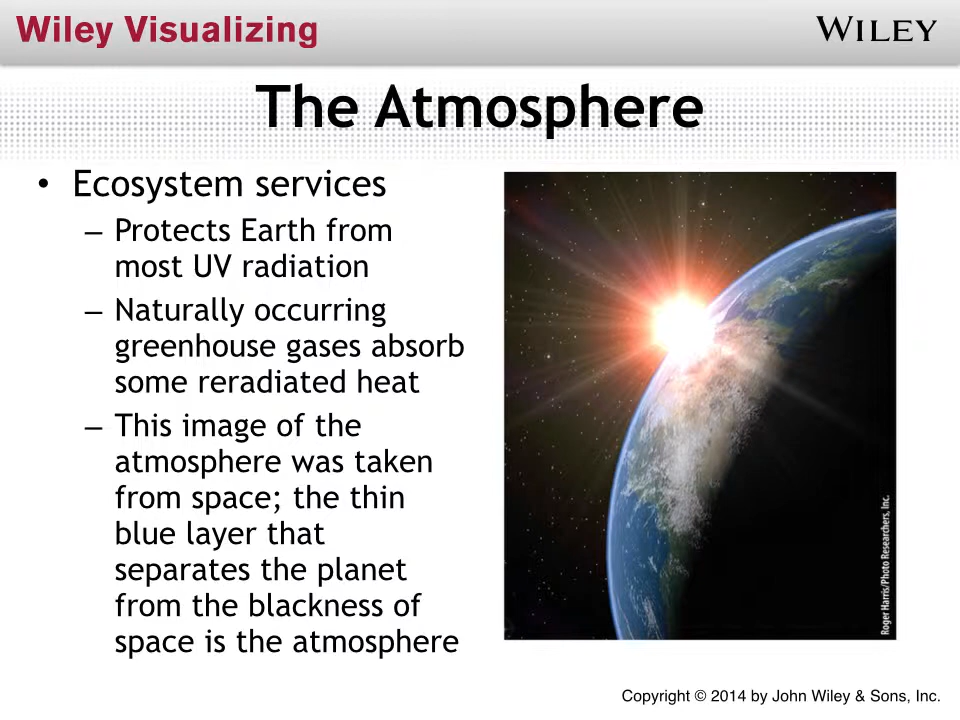 Wiley Visualizing
WILEY
The Atmosphere
• Ecosystem services
– Protects Earth from
most UV radiation
– Naturally occurring
greenhouse gases absorb
some reradiated heat
– This image of the
atmosphere was taken
from space; the thin
blue layer that
separates the planet
from the blackness of
space is the atmosphere
Roger Harris/Photo Researchers, Inc.
Copyright © 2014 by John Wiley & Sons, Inc.